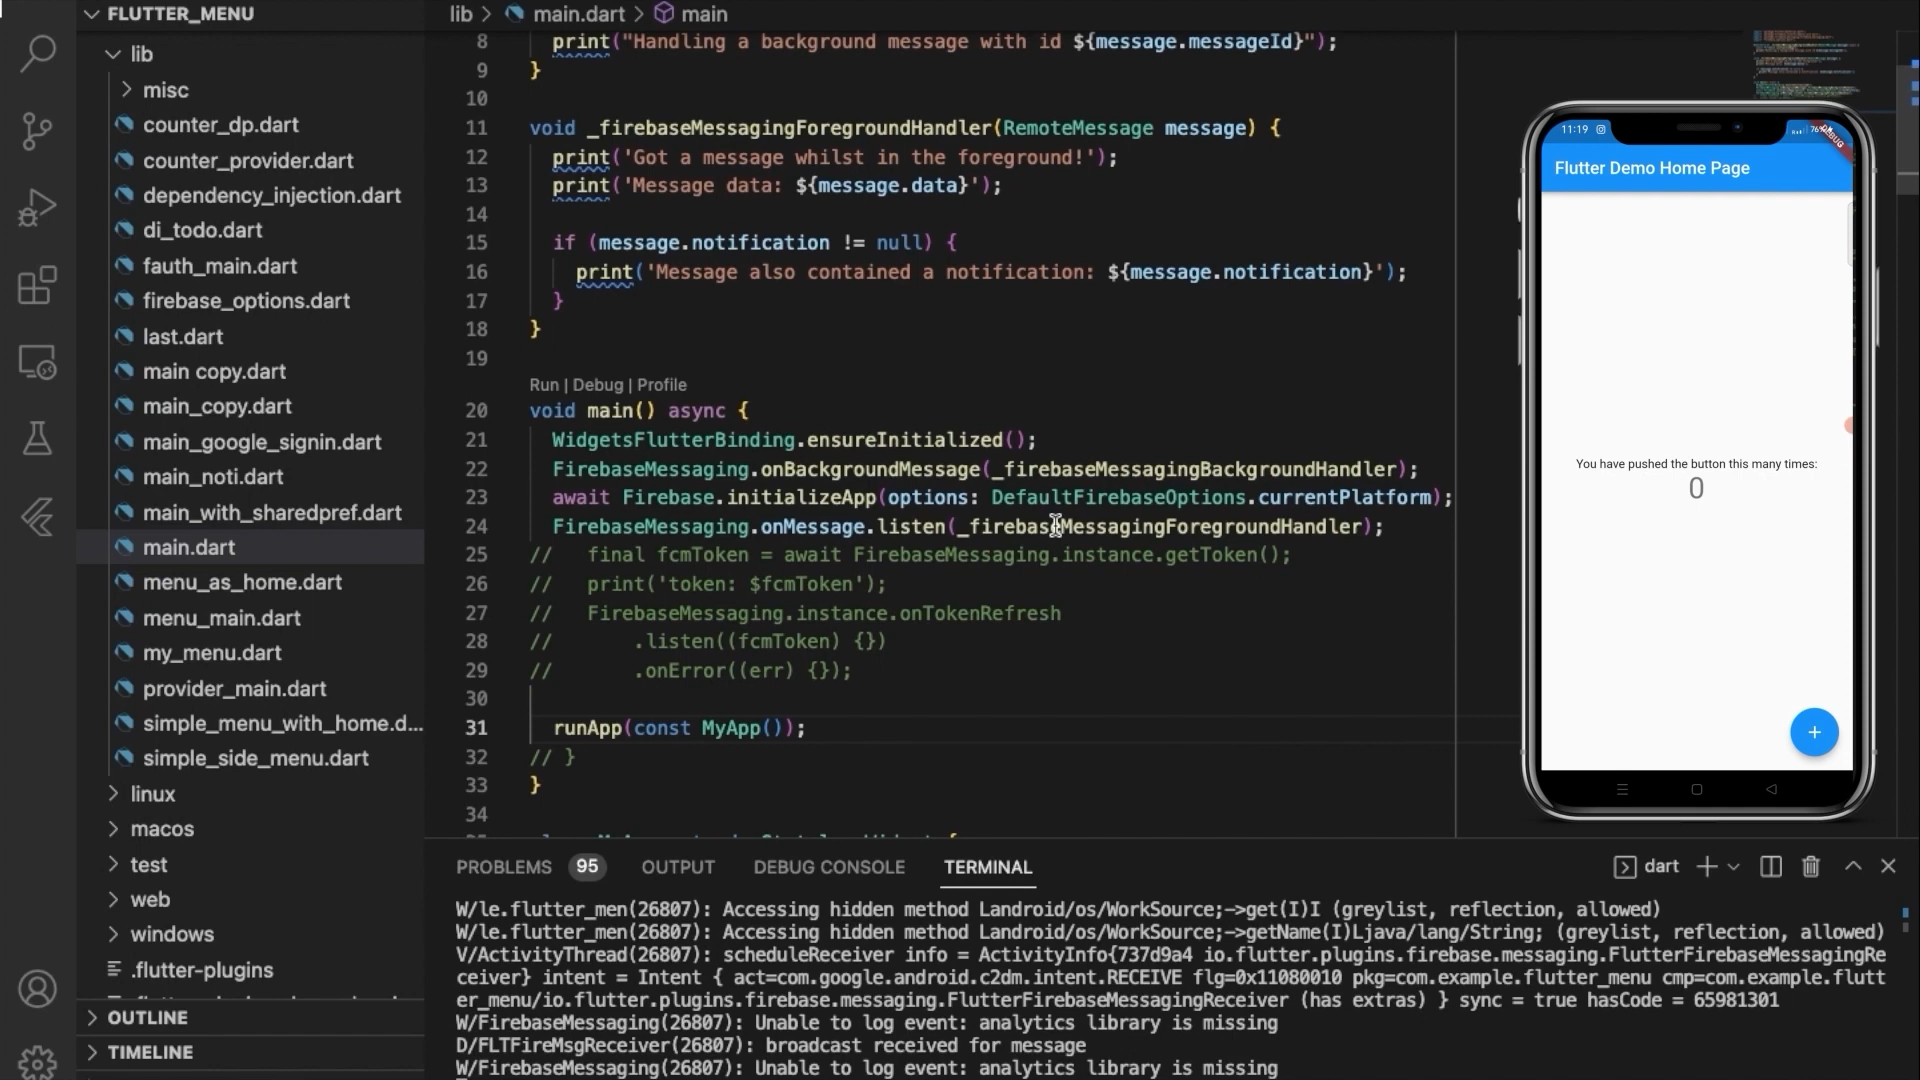 FLUTTER_MENU
lib
misc
counter_dp.dart
counter_provider.dart
dependency_injection.dart
di_todo.dart
fauth_main.dart
firebase_options.dart
last.dart
main copy.dart
main_copy.dart
main_google_signin.dart
main_noti.dart
main_with_sharedpref.dart
main.dart
menu_as_home.dart
menu_main.dart
my_menu.dart
provider_main.dart
simple_menu_with_home.d...
simple_side_menu.dart
linux
macos
test
web
windows
.flutter-plugins
OUTLINE
TIMELINE
lib > main.dart > main
8 print("Handling a background message with id ${message.messageId}");
9 }
10
11 void _firebaseMessagingForegroundHandler(RemoteMessage message) {
12 print('Got a message whilst in the foreground!');
13 print('Message data: ${message.data}');
14
15 if (message.notification != null) {
16 print('Message also contained a notification: ${message.notification}');
17 }
18 }
19
Run | Debug | Profile
20 void main() async {
21 WidgetsFlutterBinding.ensureInitialized();
22 FirebaseMessaging.onBackgroundMessage(_firebaseMessagingBackgroundHandler);
23 await Firebase.initializeApp(options: DefaultFirebaseOptions.currentPlatform);
24 FirebaseMessaging.onMessage.listen(_firebaseMessagingForegroundHandler);
25 // final fcmToken = await FirebaseMessaging.instance.getToken();
26 // print('token: $fcmToken');
27 // FirebaseMessaging.instance.onTokenRefresh
28 // .listen((fcmToken) {})
29 // .onError((err) {});
30
31 runApp(const MyApp());
32 // }
33 }
34
PROBLEMS 95 OUTPUT DEBUG CONSOLE TERMINAL
dart
W/le.flutter_men(26807): Accessing hidden method Landroid/os/WorkSource;->get(I)I (greylist, reflection, allowed)
W/le.flutter_men(26807): Accessing hidden method Landroid/os/WorkSource;->getName(I)Ljava/lang/String; (greylist, reflection, allowed)
V/ActivityThread(26807): scheduleReceiver info = ActivityInfo{737d9a4 io.flutter.plugins.firebase.messaging.FlutterFirebaseMessagingRe
ceiver} intent = Intent { act=com.google.android.c2dm.intent.RECEIVE flg=0x11080010 pkg=com.example.flutter_menu cmp=com.example.flutt
er_menu/io.flutter.plugins.firebase.messaging.FlutterFirebaseMessagingReceiver (has extras) } sync = true hasCode = 65981301
W/FirebaseMessaging(26807): Unable to log event: analytics library is missing
D/FLTFireMsgReceiver(26807): broadcast received for message
W/FirebaseMessaging(26807): Unable to log event: analytics library is missing
11:19
DEBUG
Flutter Demo Home Page
You have pushed the button this many times:
0
+